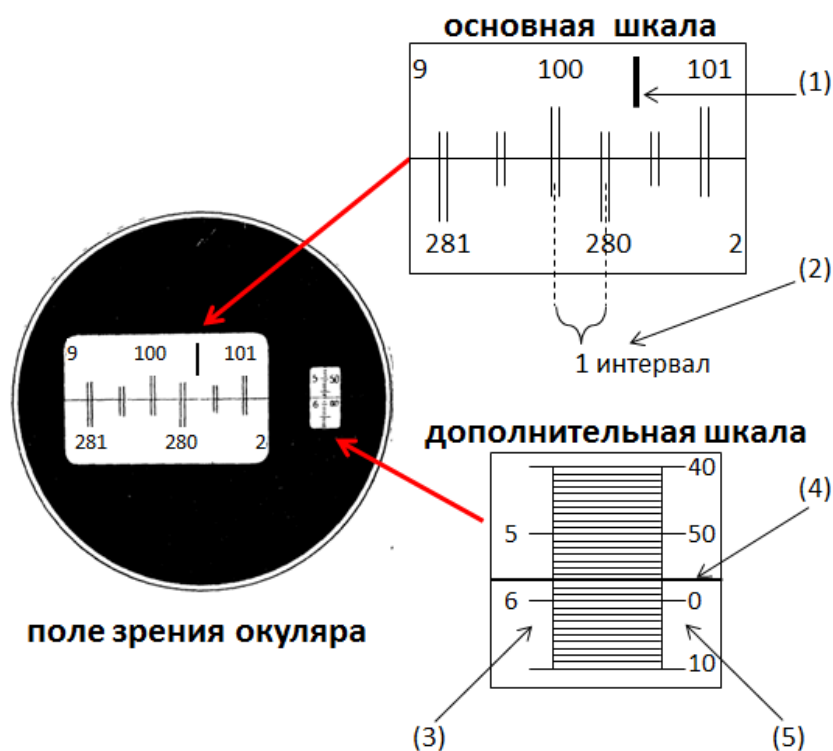 основная шкала
9 100 101
(1)
281 280 2
(2)
1 интервал
9 100 101
281 280 2
5 50
6 60
поле зрения окуляра
дополнительная шкала
40
(4)
5 50
6 0
10
(3) (5)